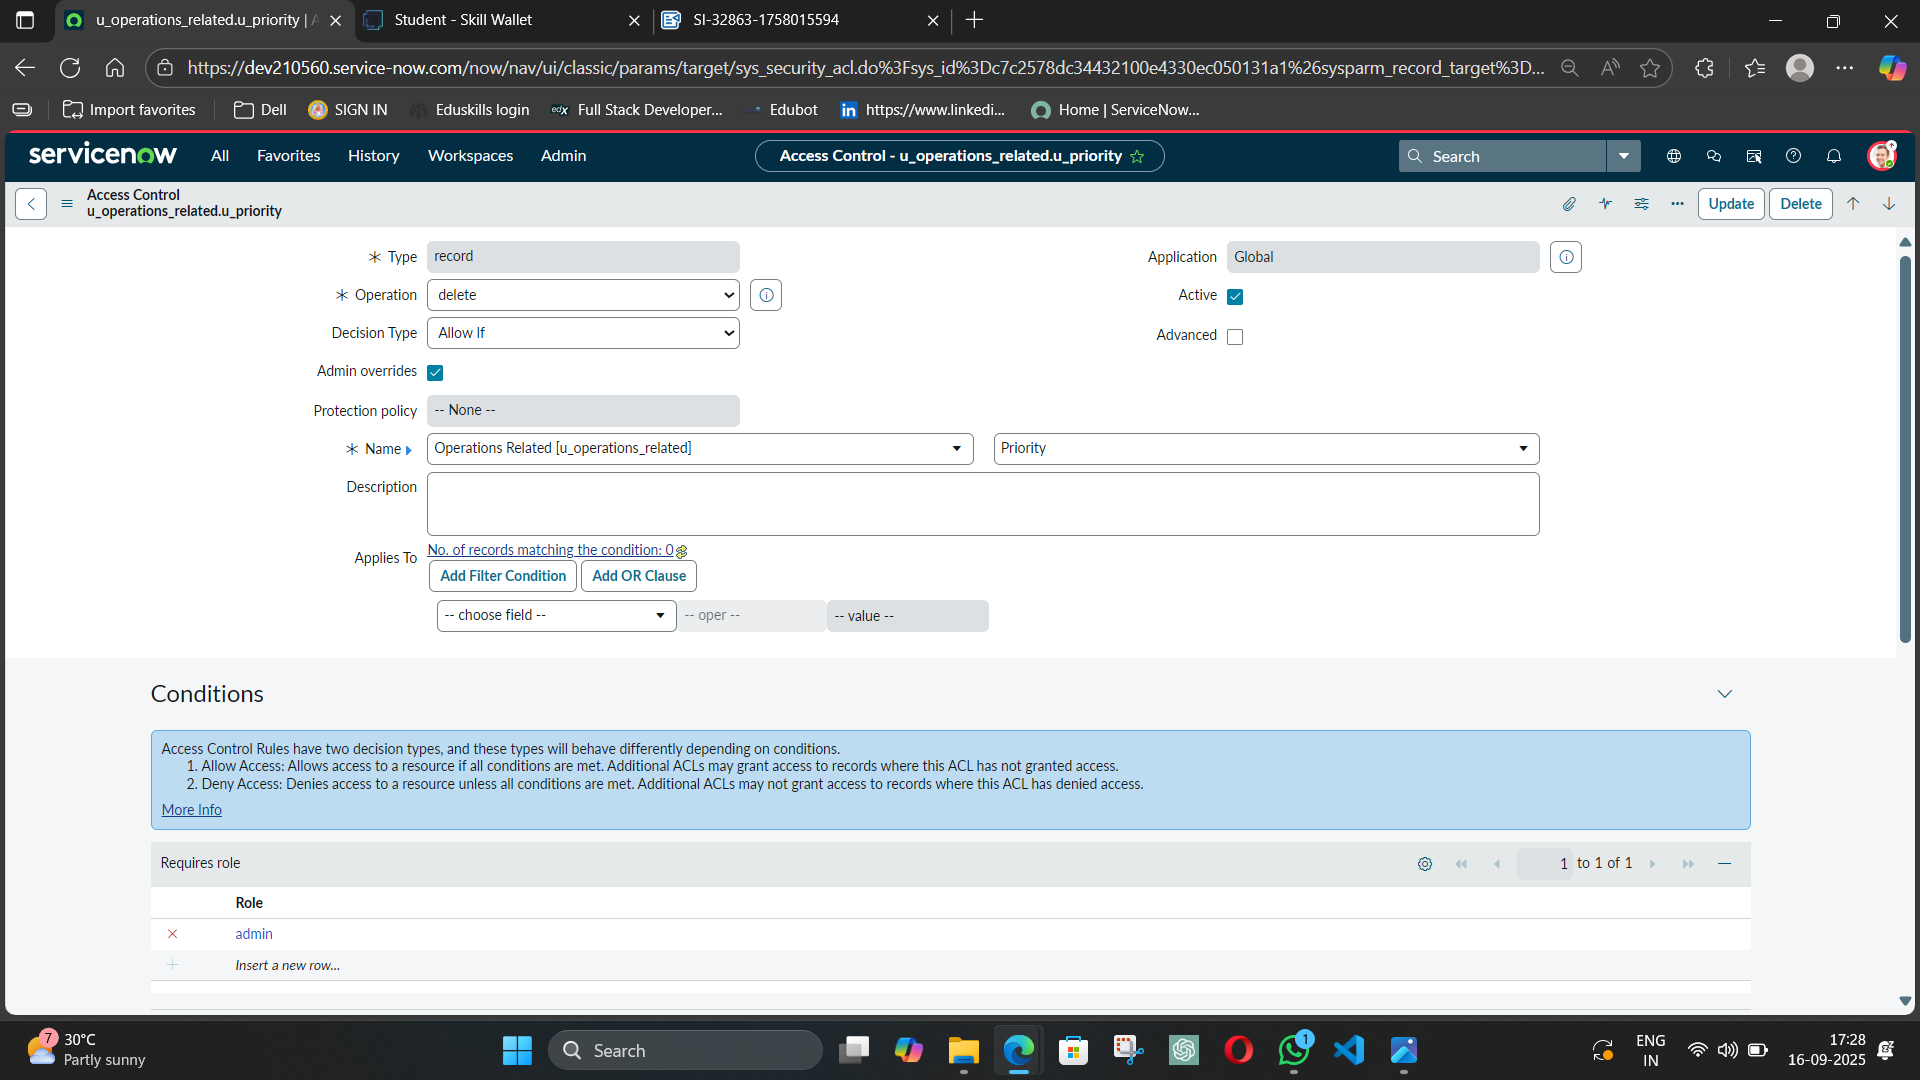 u_operations_related.u_priority | A
Student - Skill Wallet
SI-32863-1758015594
https://dev210560.service-now.com/now/nav/ui/classic/params/target/sys_security_acl.do%3Fsys_id%3Dc7c2578dc34432100e4330ec050131a1%26sysparm_record_target%3D...
Import favorites
Dell
SIGN IN
Eduskills login
edX
Full Stack Developer...
Edubot
in
https://www.linkedi...
Home | ServiceNow...
servicenow
All
Favorites
History
Workspaces
Admin
Access Control - u_operations_related.u_priority
Search
Access Control
u_operations_related.u_priority
Update
Delete
Type
record
Application
Global
Operation
delete
Active
Decision Type
Allow If
Advanced
Admin overrides
Protection policy
-- None --
Name
Operations Related [u_operations_related]
Priority
Description
Applies To
No. of records matching the condition: 0
Add Filter Condition
Add OR Clause
-- choose field --
-- oper --
-- value --
Conditions
Access Control Rules have two decision types, and these types will behave differently depending on conditions.
1. Allow Access: Allows access to a resource if all conditions are met. Additional ACLs may grant access to records where this ACL has not granted access.
2. Deny Access: Denies access to a resource unless all conditions are met. Additional ACLs may not grant access to records where this ACL has denied access.
More Info
Requires role
1 to 1 of 1
Role
admin
Insert a new row...
7
30°C
Partly sunny
Search
1
ENG
IN
17:28
16-09-2025